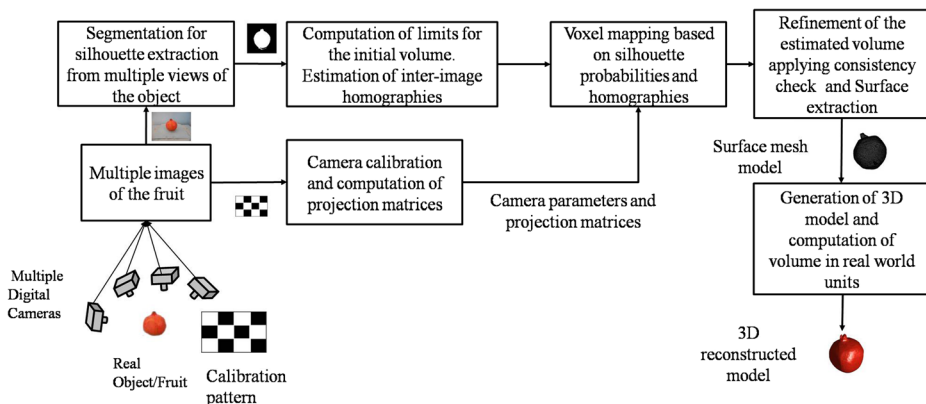 Segmentation for
silhouette extraction
from multiple views of
the object
Computation of limits for
the initial volume.
Estimation of inter-image
homographies
Voxel mapping based
on silhouette
probabilities and
homographies
Refinement of the
estimated volume
applying consistency
check and Surface
extraction
Multiple images
of the fruit
Camera calibration
and computation of
projection matrices
Camera parameters and
projection matrices
Surface mesh
model
Generation of 3D
model and
computation of
volume in real world
units
Multiple
Digital
Cameras
Real
Object/Fruit
Calibration
pattern
3D
reconstructed
model